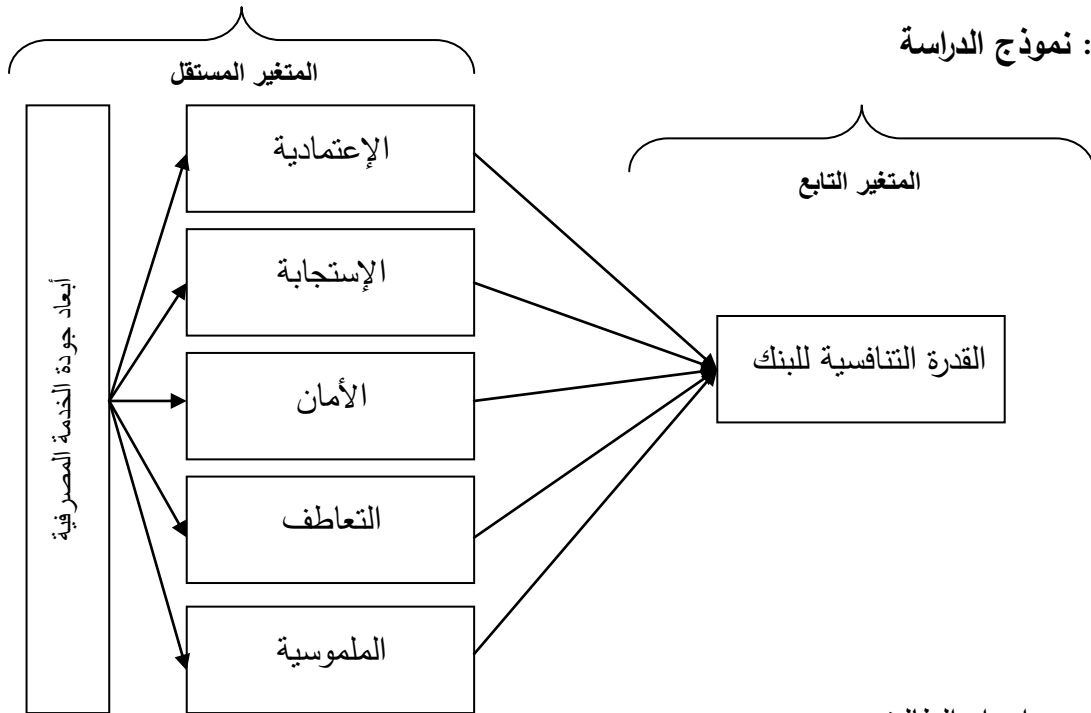 : نموذج الدراسة
المتغير المستقل
المتغير التابع
أبعاد جودة الخدمة المصرفية
الإعتمادية
الإستجابة
الأمان
التعاطف
الملموسية
القدرة التنافسية للبنك